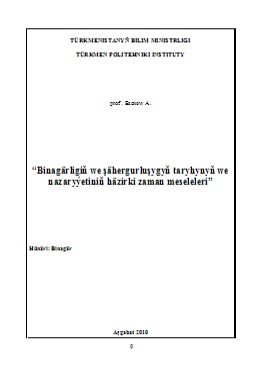 TÜRKMENISTANYŇ BILIM MINISTRLIGI
TÜRKMEN POLITEHNIKI INSTITUTY
prof. Esenow A.
“Binagärligiň we şähergurluşygyň taryhynyň we
nazaryýetiniň häzirki zaman meseleleri”
Hünäri: Binagär
Aşgabat 2010
0